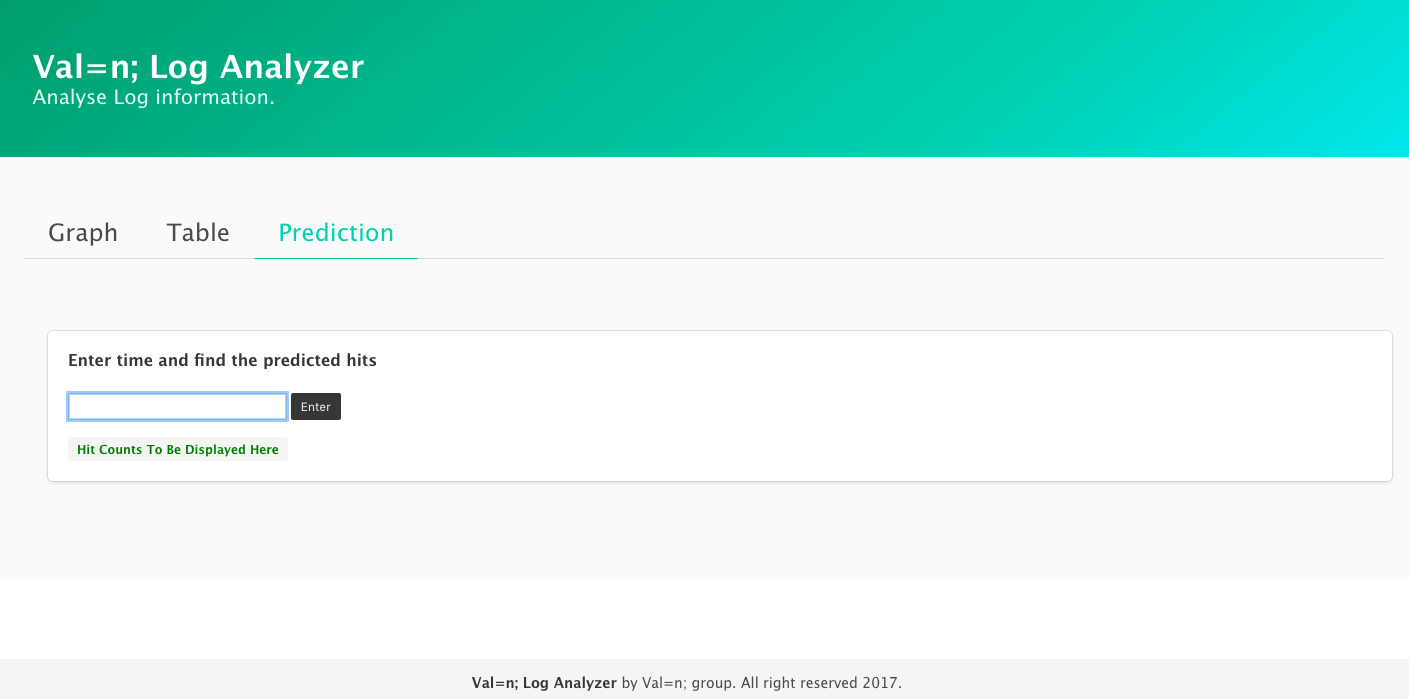 Val=n; Log Analyzer
Analyse Log information.
Graph Table Prediction
Enter time and find the predicted hits
Enter
Hit Counts To Be Displayed Here
Val=n; Log Analyzer by Val=n; group. All right reserved 2017.